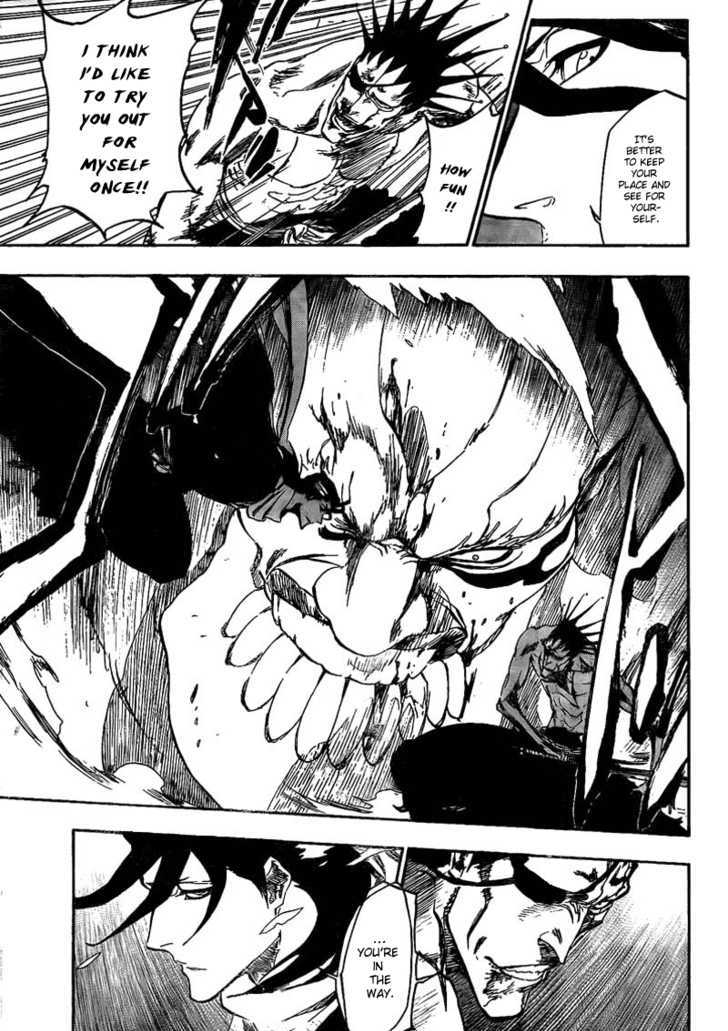 IT'S
BETTER
TO KEEP
YOUR
PLACE AND
SEE FOR
YOUR-
SELF.
HOW
FUN
!!
I THINK
I'D LIKE
TO TRY
YOU OUT
FOR
MYSELF
ONCE!!
...
YOU'RE
IN
THE
WAY.